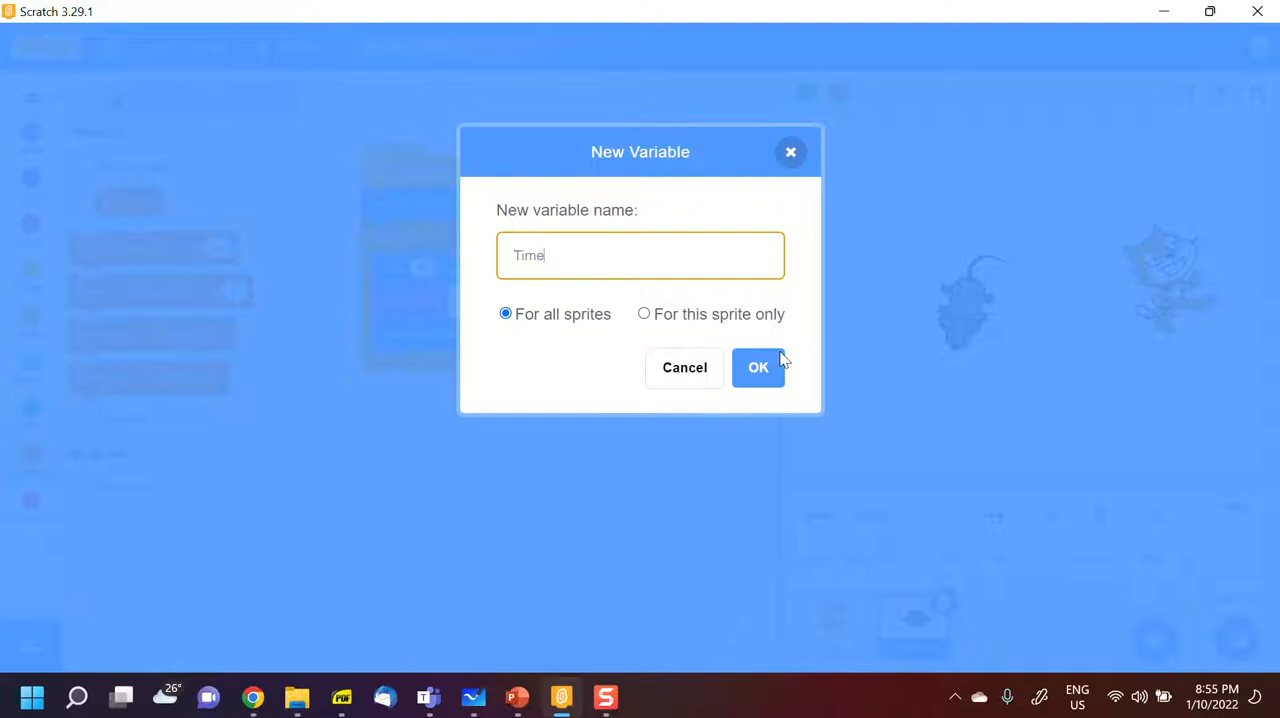 Scratch 3.29.1
New Variable
New variable name:
Time
For all sprites
For this sprite only
Cancel
OK
26°
PDF
ENG
US
8:55 PM
1/10/2022